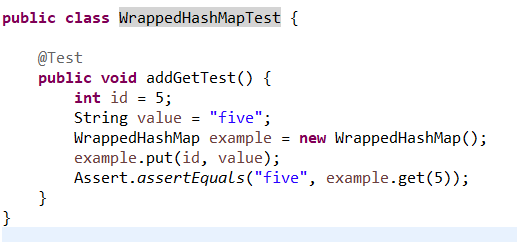 public class WrappedHashMapTest {
@Test
public void addGetTest() {
int id = 5;
String value = "five";
WrappedHashMap example = new WrappedHashMap();
example.put(id, value);
Assert.assertEquals("five", example.get(5));
}
}